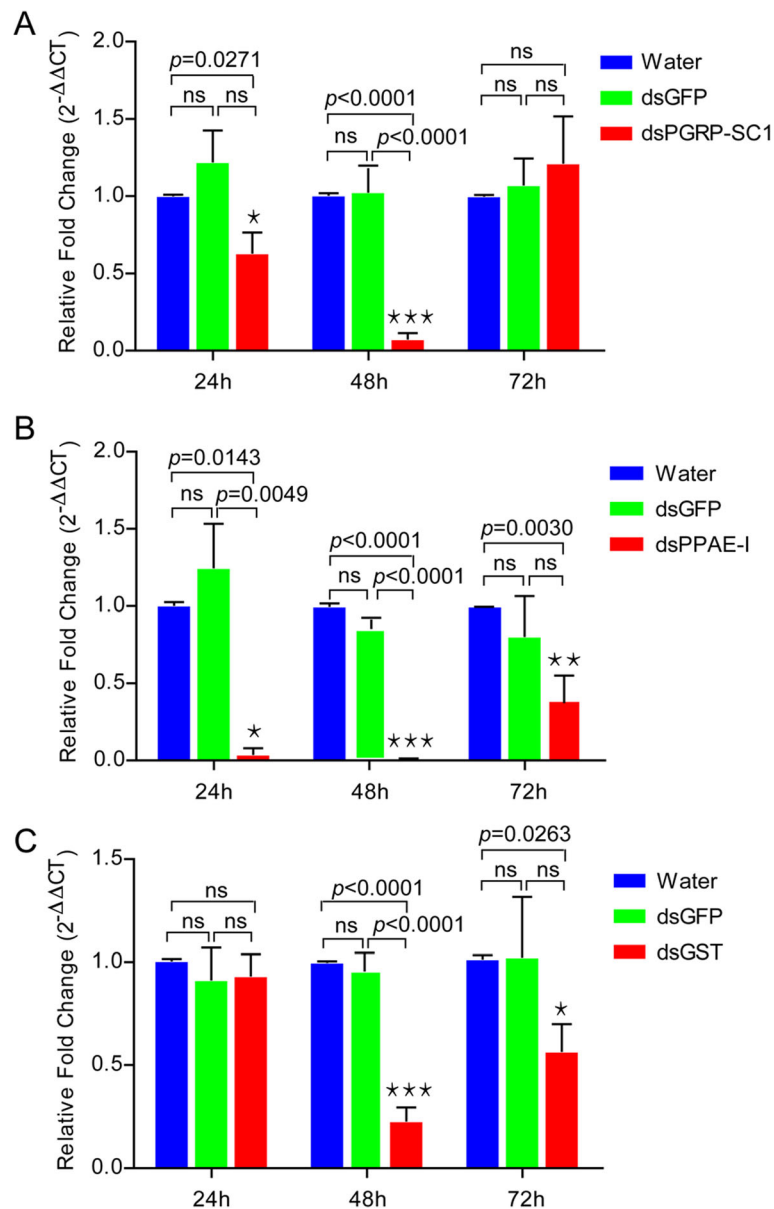 A
Relative Fold Change (2-ΔΔCT)
2.0
1.5
1.0
0.5
0.0
p=0.0271
ns
ns
p<0.0001
ns
p<0.0001
ns
ns
ns
*
***
24h
48h
72h
Water
dsGFP
dsPGRP-SC1
B
Relative Fold Change (2-ΔΔCT)
2.0
1.5
1.0
0.5
0.0
p=0.0143
ns
p=0.0049
p<0.0001
ns
p<0.0001
p=0.0030
ns
ns
*
***
**
24h
48h
72h
Water
dsGFP
dsPPAE-I
C
Relative Fold Change (2-ΔΔCT)
1.5
1.0
0.5
0.0
ns
ns
ns
p<0.0001
ns
p<0.0001
p=0.0263
ns
ns
***
*
24h
48h
72h
Water
dsGFP
dsGST